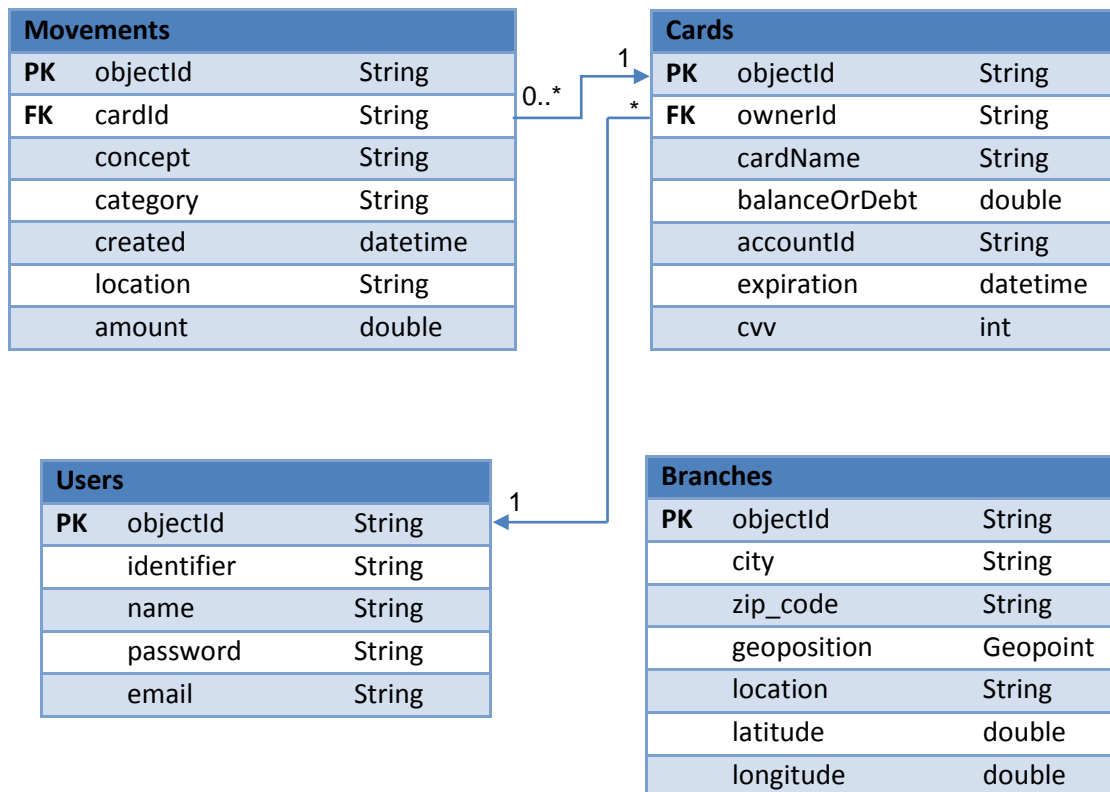 Movements
PK objectId String
FK cardId String
concept String
category String
created datetime
location String
amount double
0..*
1
*
Cards
PK objectId String
FK ownerId String
cardName String
balanceOrDebt double
accountId String
expiration datetime
cvv int
Users
PK objectId String
identifier String
name String
password String
email String
1
Branches
PK objectId String
city String
zip_code String
geoposition Geopoint
location String
latitude double
longitude double